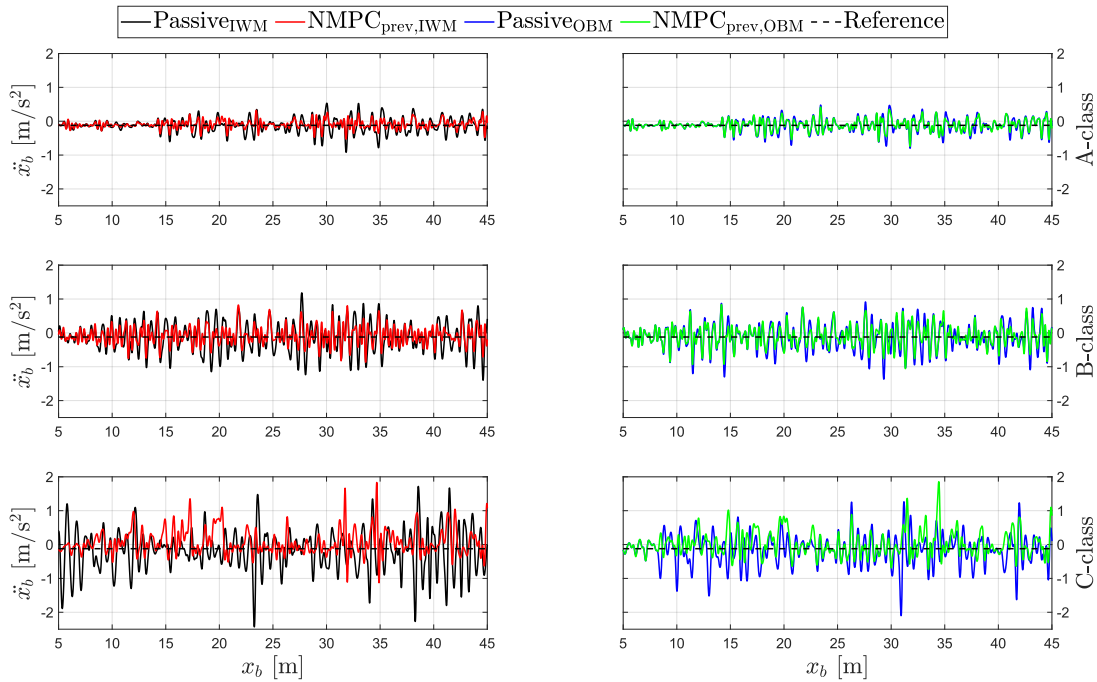 Passive_IWM NMPC_prev,IWM Passive_OBM NMPC_prev,OBM Reference
2 1 0 -1 -2
ẍ_b [m/s²]
5 10 15 20 25 30 35 40 45
2 1 0 -1 -2
A-class
5 10 15 20 25 30 35 40 45
2 1 0 -1 -2
ẍ_b [m/s²]
5 10 15 20 25 30 35 40 45
2 1 0 -1 -2
B-class
5 10 15 20 25 30 35 40 45
2 1 0 -1 -2
ẍ_b [m/s²]
5 10 15 20 25 30 35 40 45
x_b [m]
2 1 0 -1 -2
C-class
5 10 15 20 25 30 35 40 45
x_b [m]